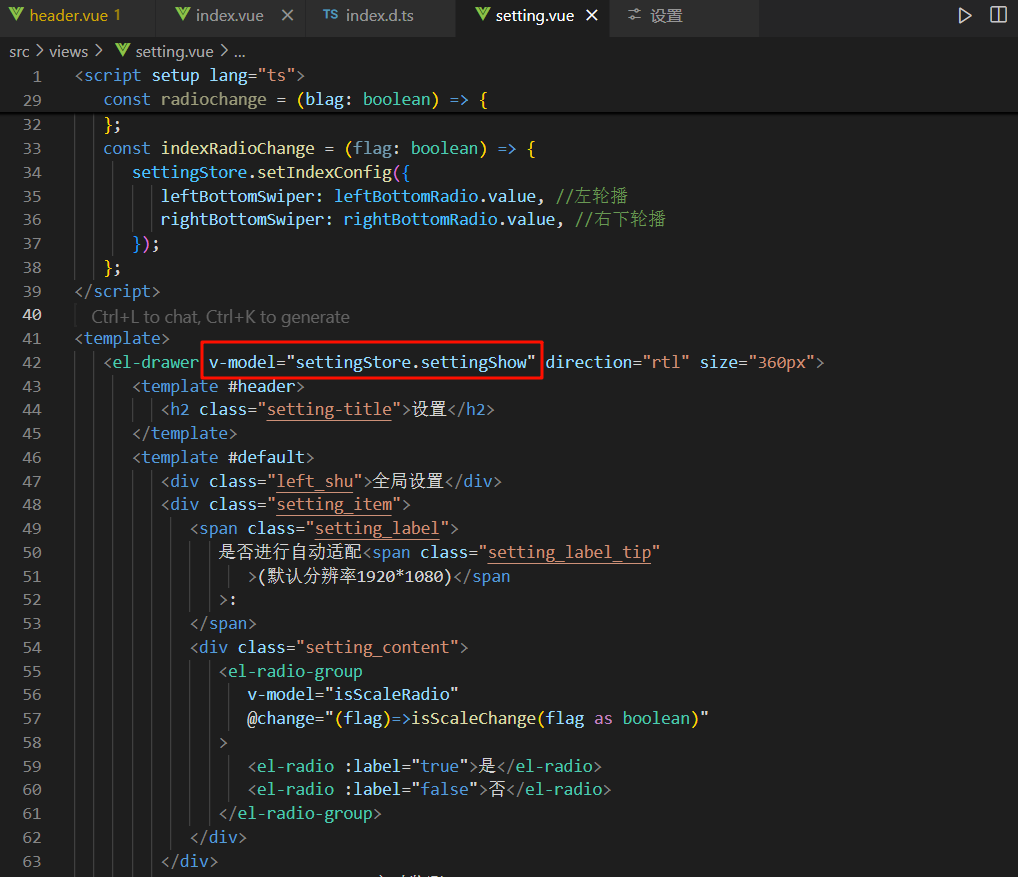 header.vue 1
index.vue
TS index.d.ts
setting.vue
设置
src > views > setting.vue > ...
1 <script setup lang="ts">
29 const radiochange = (blag: boolean) => {
32 };
33 const indexRadioChange = (flag: boolean) => {
34 settingStore.setIndexConfig({
35 leftBottomSwiper: leftBottomRadio.value, //左轮播
36 rightBottomSwiper: rightBottomRadio.value, //右下轮播
37 });
38 };
39 </script>
40 Ctrl+L to chat, Ctrl+K to generate
41 <template>
42 <el-drawer v-model="settingStore.settingShow" direction="rtl" size="360px">
43 <template #header>
44 <h2 class="setting-title">设置</h2>
45 </template>
46 <template #default>
47 <div class="left_shu">全局设置</div>
48 <div class="setting_item">
49 <span class="setting_label">
50 是否进行自动适配<span class="setting_label_tip"
51 >(默认分辨率1920*1080)</span
52 >:
53 </span>
54 <div class="setting_content">
55 <el-radio-group
56 v-model="isScaleRadio"
57 @change="(flag)=>isScaleChange(flag as boolean)"
58 >
59 <el-radio :label="true">是</el-radio>
60 <el-radio :label="false">否</el-radio>
61 </el-radio-group>
62 </div>
63 </div>